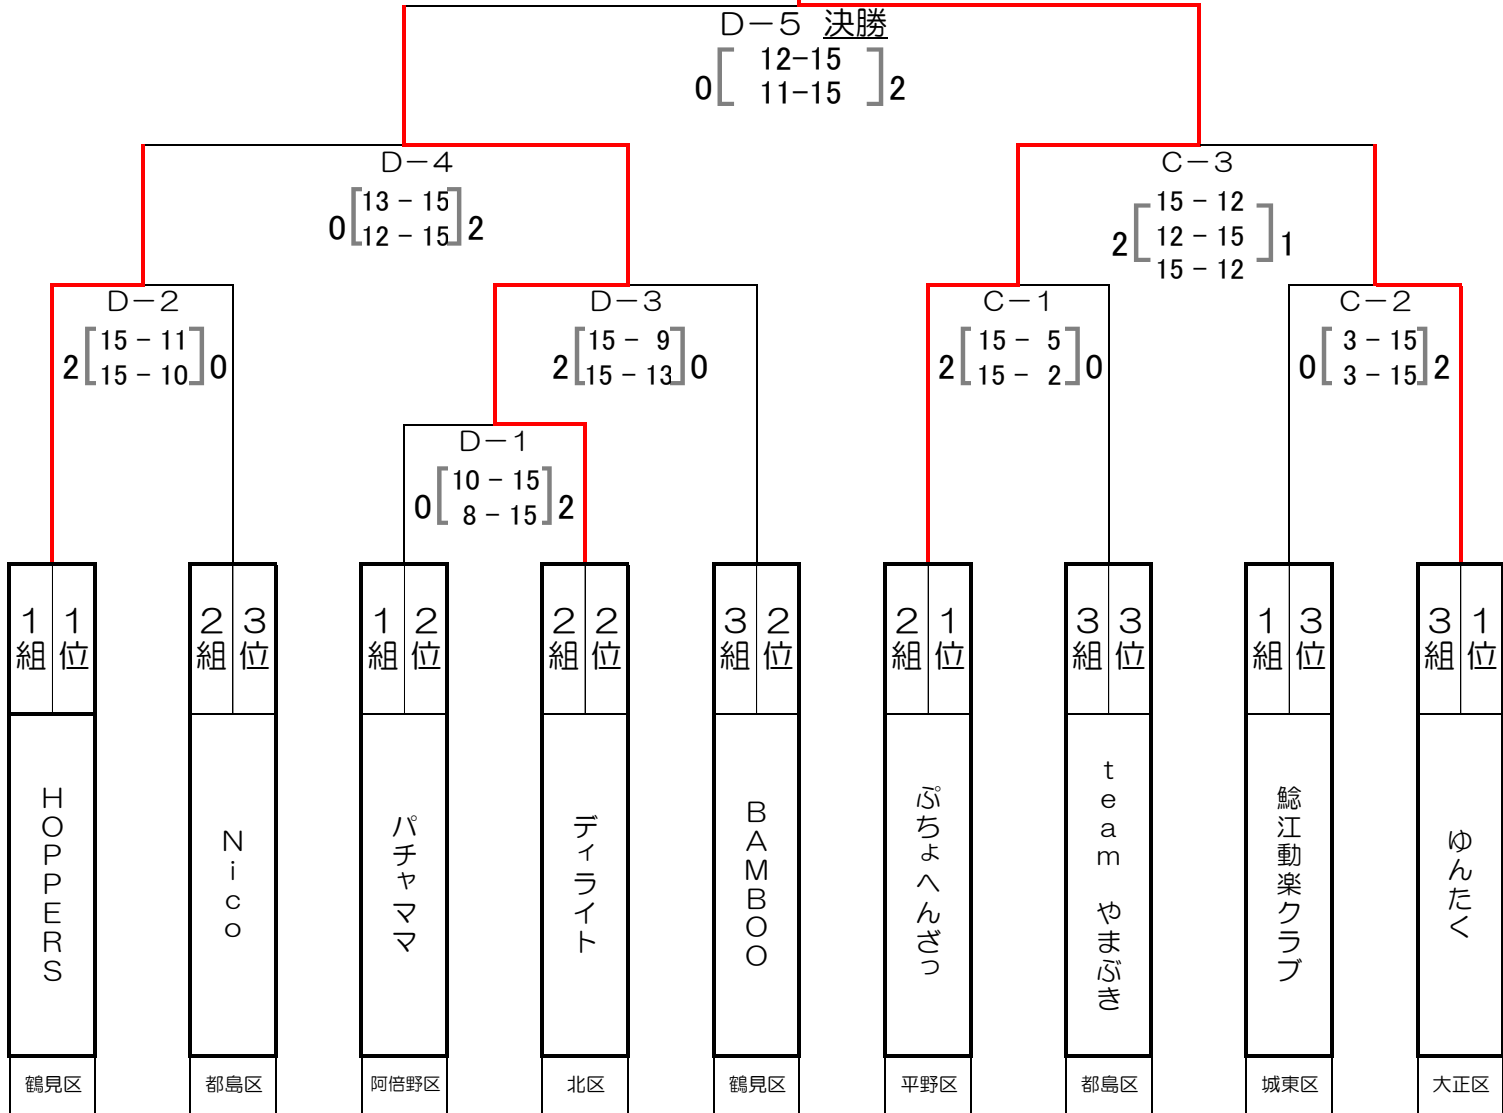 D－5 決勝
0 12－15 2
11－15
D－4
0 13 － 15 2
12 － 15
C－3
2 15 － 12 1
12 － 15
15 － 12
D－2
2 15 － 11 0
15 － 10
D－3
2 15 － 9 0
15 － 13
C－1
2 15 － 5 0
15 － 2
C－2
0 3 － 15 2
3 － 15
D－1
0 10 － 15 2
8 － 15
1組 1位
2組 3位
1組 2位
2組 2位
3組 2位
2組 1位
3組 3位
1組 3位
3組 1位
HOPPERS
Nico
パチャママ
ディライト
BAMBOO
ぷちょへんざっ
team やまぶき
鯰江動楽クラブ
ゆんたく
鶴見区
都島区
阿倍野区
北区
鶴見区
平野区
都島区
城東区
大正区